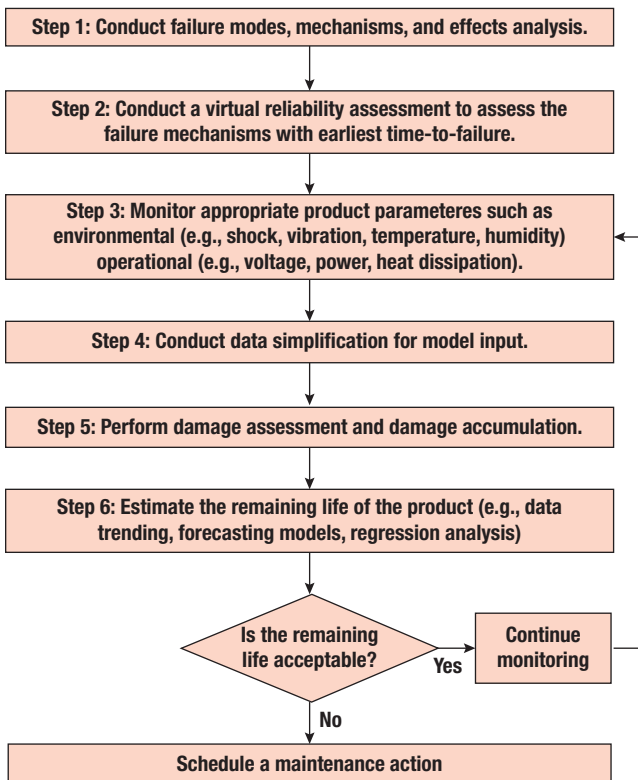 Step 1: Conduct failure modes, mechanisms, and effects analysis.
Step 2: Conduct a virtual reliability assessment to assess the
failure mechanisms with earliest time-to-failure.
Step 3: Monitor appropriate product parameteres such as
environmental (e.g., shock, vibration, temperature, humidity)
operational (e.g., voltage, power, heat dissipation).
Step 4: Conduct data simplification for model input.
Step 5: Perform damage assessment and damage accumulation.
Step 6: Estimate the remaining life of the product (e.g., data
trending, forecasting models, regression analysis)
Is the remaining
life acceptable?
Yes
Continue
monitoring
No
Schedule a maintenance action